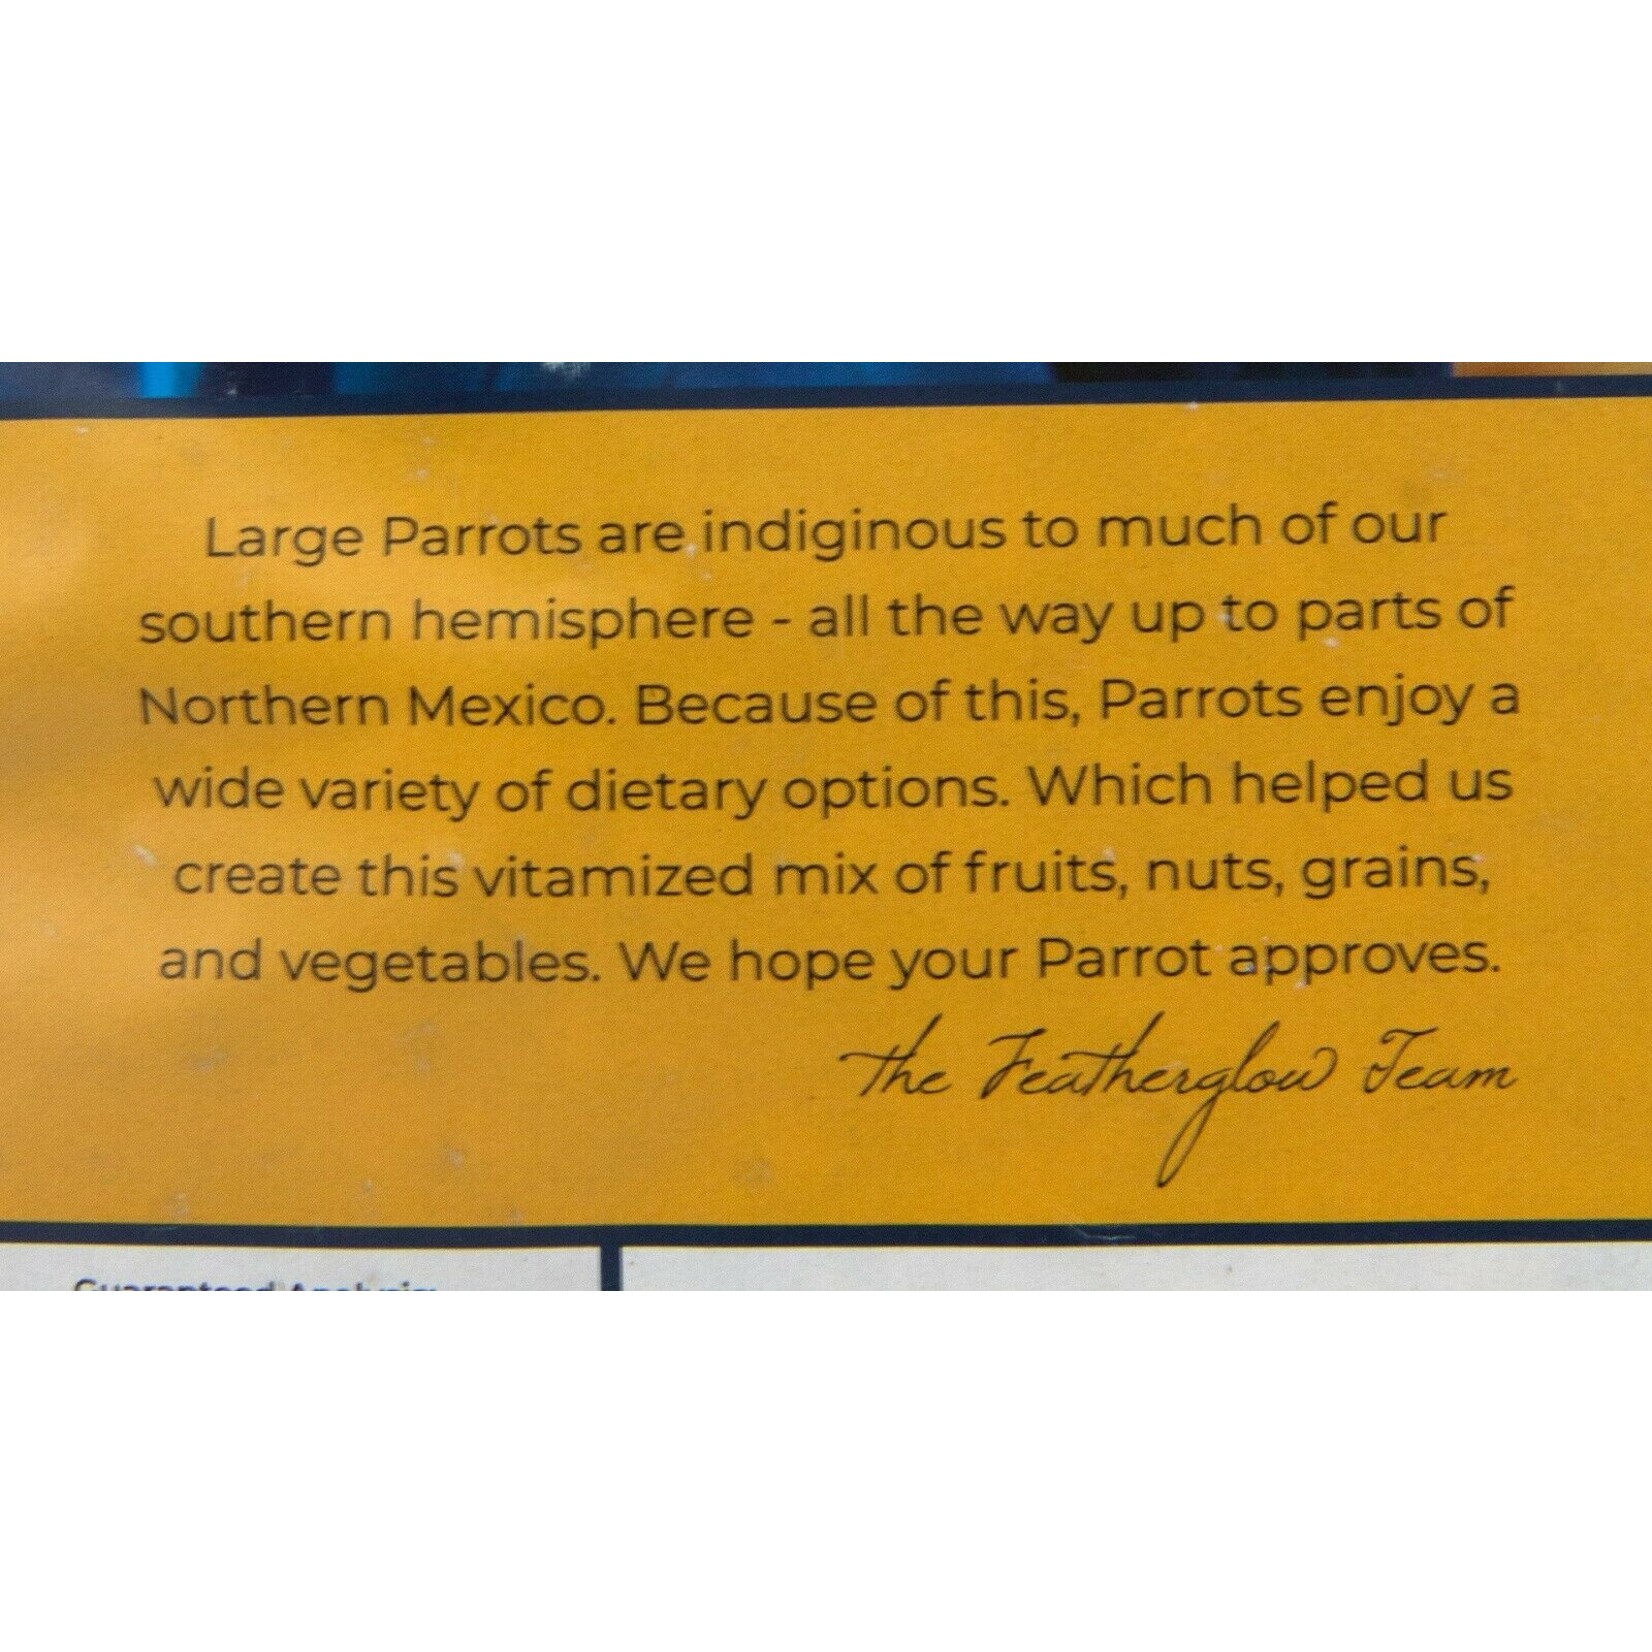 Large Parrots are indiginous to much of our
southern hemisphere - all the way up to parts of
Northern Mexico. Because of this, Parrots enjoy a
wide variety of dietary options. Which helped us
create this vitamized mix of fruits, nuts, grains,
and vegetables. We hope your Parrot approves.
the Featherglow Team
Guaranteed Analysis: